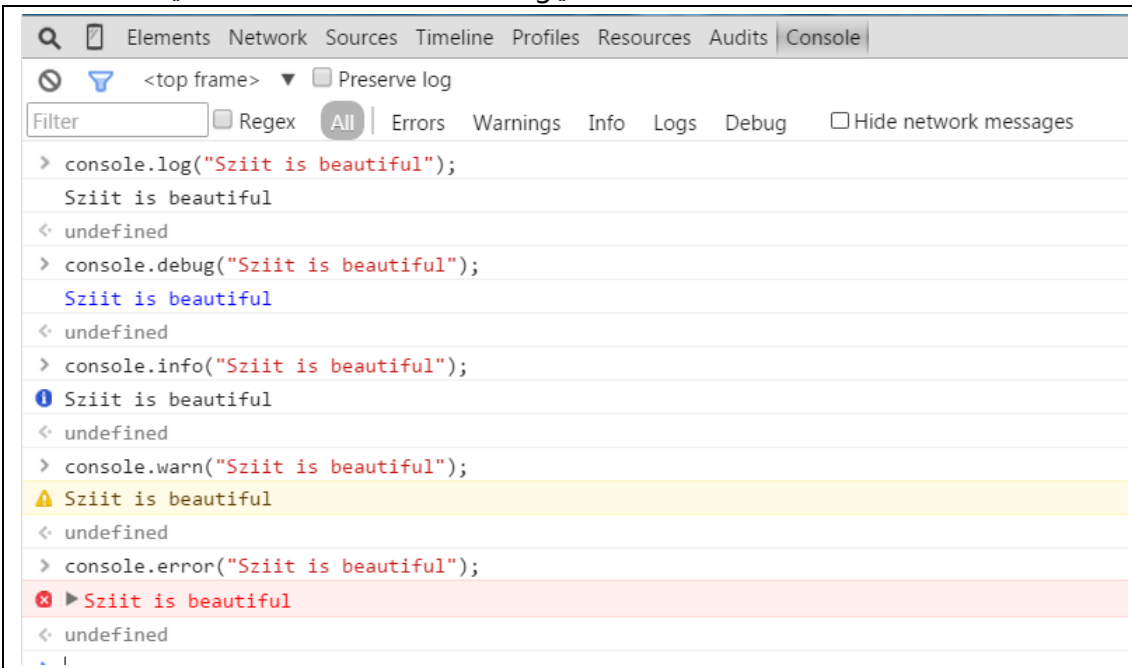 Elements Network Sources Timeline Profiles Resources Audits Console
<top frame> ▼ Preserve log
Filter Regex All Errors Warnings Info Logs Debug Hide network messages
> console.log("Sziit is beautiful");
Sziit is beautiful
<· undefined
> console.debug("Sziit is beautiful");
Sziit is beautiful
<· undefined
> console.info("Sziit is beautiful");
Sziit is beautiful
<· undefined
> console.warn("Sziit is beautiful");
Sziit is beautiful
<· undefined
> console.error("Sziit is beautiful");
▶ Sziit is beautiful
<· undefined
>